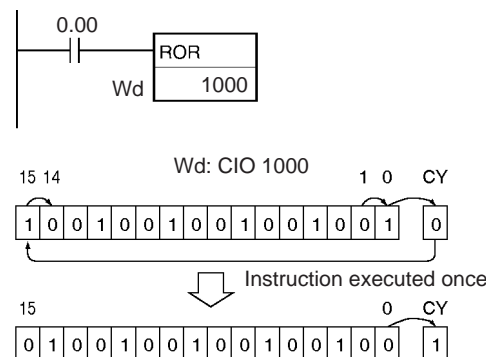 0.00
ROR
Wd 1000
Wd: CIO 1000
15 14 1 0 CY
1 0 0 1 0 0 1 0 0 1 0 0 1 0 0 1 0
Instruction executed once
15 0 CY
0 1 0 0 1 0 0 1 0 0 1 0 0 1 0 0 1